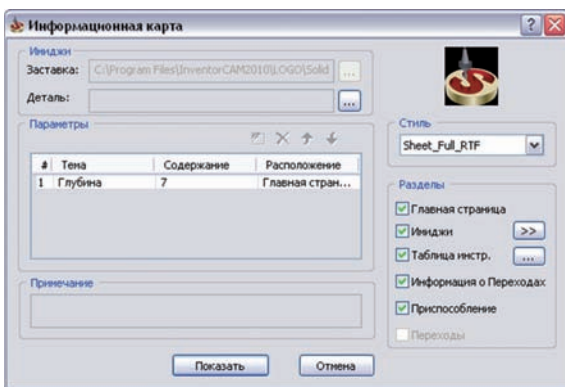 Информационная карта
Имиджи
Заставка: C:\Program Files\InventorCAM2010\LOGO\Solid ...
Деталь: ...
Параметры
# Тема Содержание Расположение
1 Глубина 7 Главная стран...
Примечание
Стиль
Sheet_Full_RTF
Разделы
Главная страница
Имиджи >>
Таблица инстр. ...
Информация о Переходах
Приспособление
Переходы
Показать Отмена